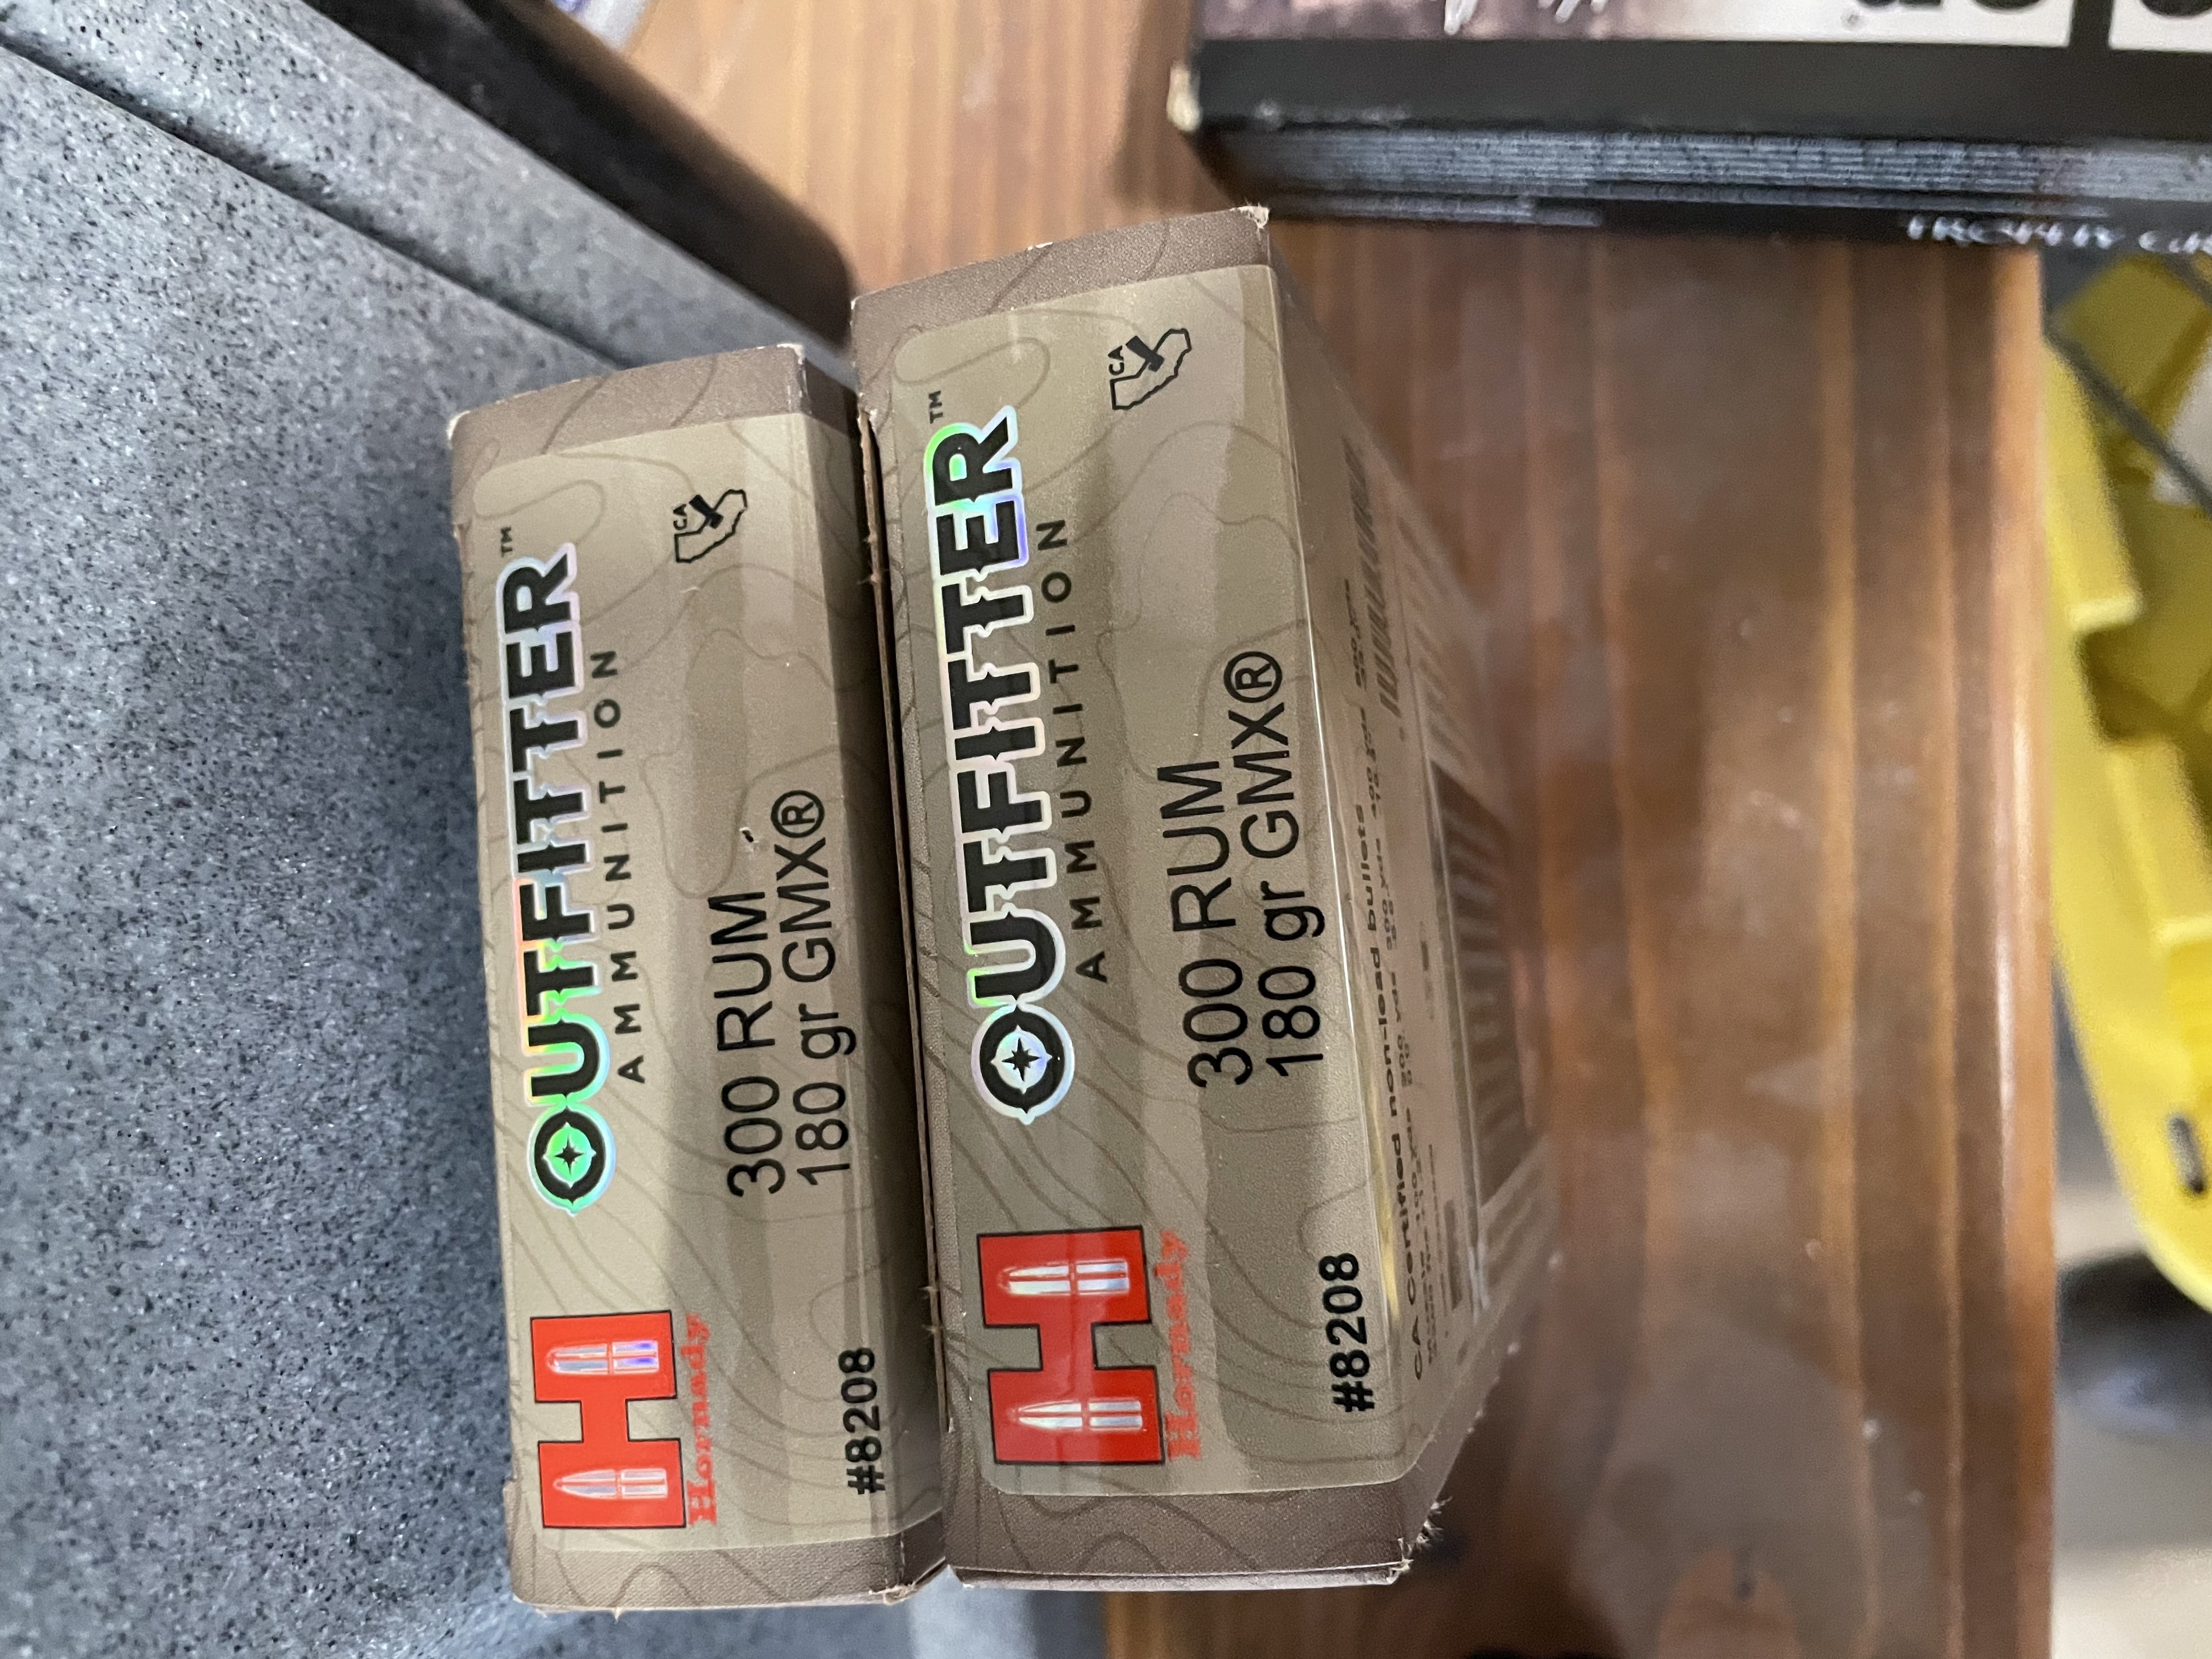 OUTFITTER™
AMMUNITION
CA
300 RUM
180 gr GMX®
Hornady
#8208
OUTFITTER™
AMMUNITION
CA
300 RUM
180 gr GMX®
Hornady
#8208
CA Certified non-lead bullets